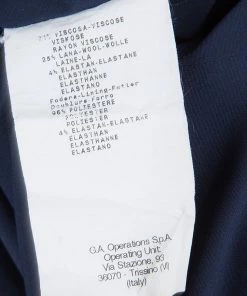 71% VISCOSA-VISCOSE
VISKOSE
RAYON VISCOSE
25% LANA-WOOL-WOLLE
LAINE-LA
4% ELASTAN-ELASTANE
ELASTHAN
ELASTHANNE
ELASTANO
Fodera-Lining-Futter
Doublure Forro
96% POLIESTERE
POLYESTER
POLIESTER
4% ELASTAN-ELASTANE
ELASTHAN
ELASTHANNE
ELASTANO
G.A. Operations S.p.A.
Operating Unit:
Via Stazione, 93
36070 - Trissino (VI)
(Italy)